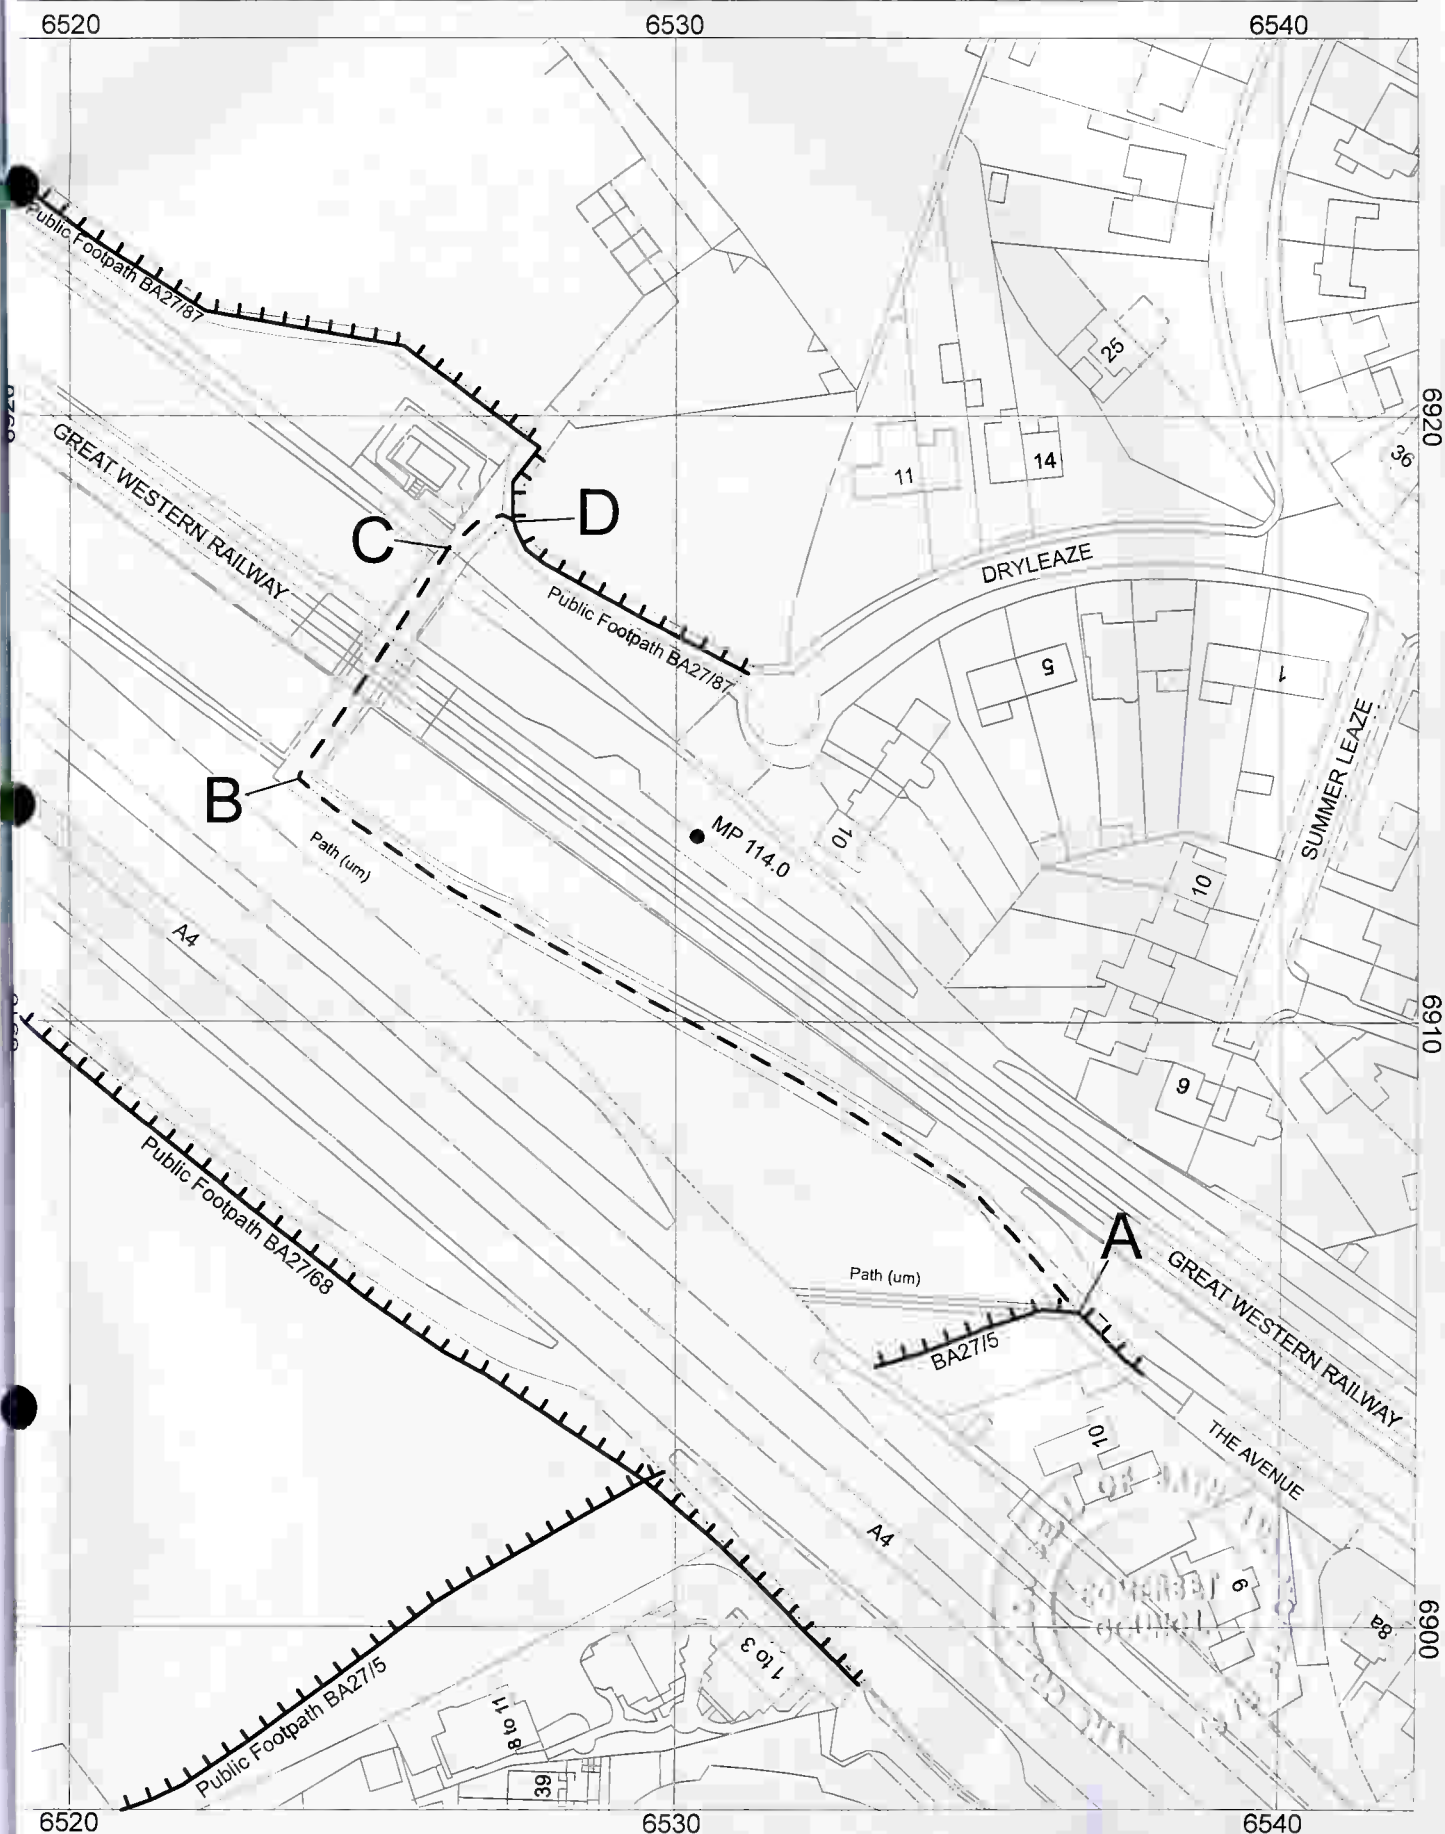 6520
6530
6540
Public Footpath BA27/87
25
6920
GREAT WESTERN RAILWAY
11
14
36
C
D
DRYLEAZE
Public Footpath BA27/87
5
1
SUMMER LEAZE
B
MP 114.0
10
Path (um)
10
A4
6910
9
Public Footpath BA27/68
A
Path (um)
BA27/5
GREAT WESTERN RAILWAY
10
THE AVENUE
A4
SOMERSET
COUNCIL
9
8a
6900
1 to 3
Public Footpath BA27/5
8 to 11
39
6520
6530
6540